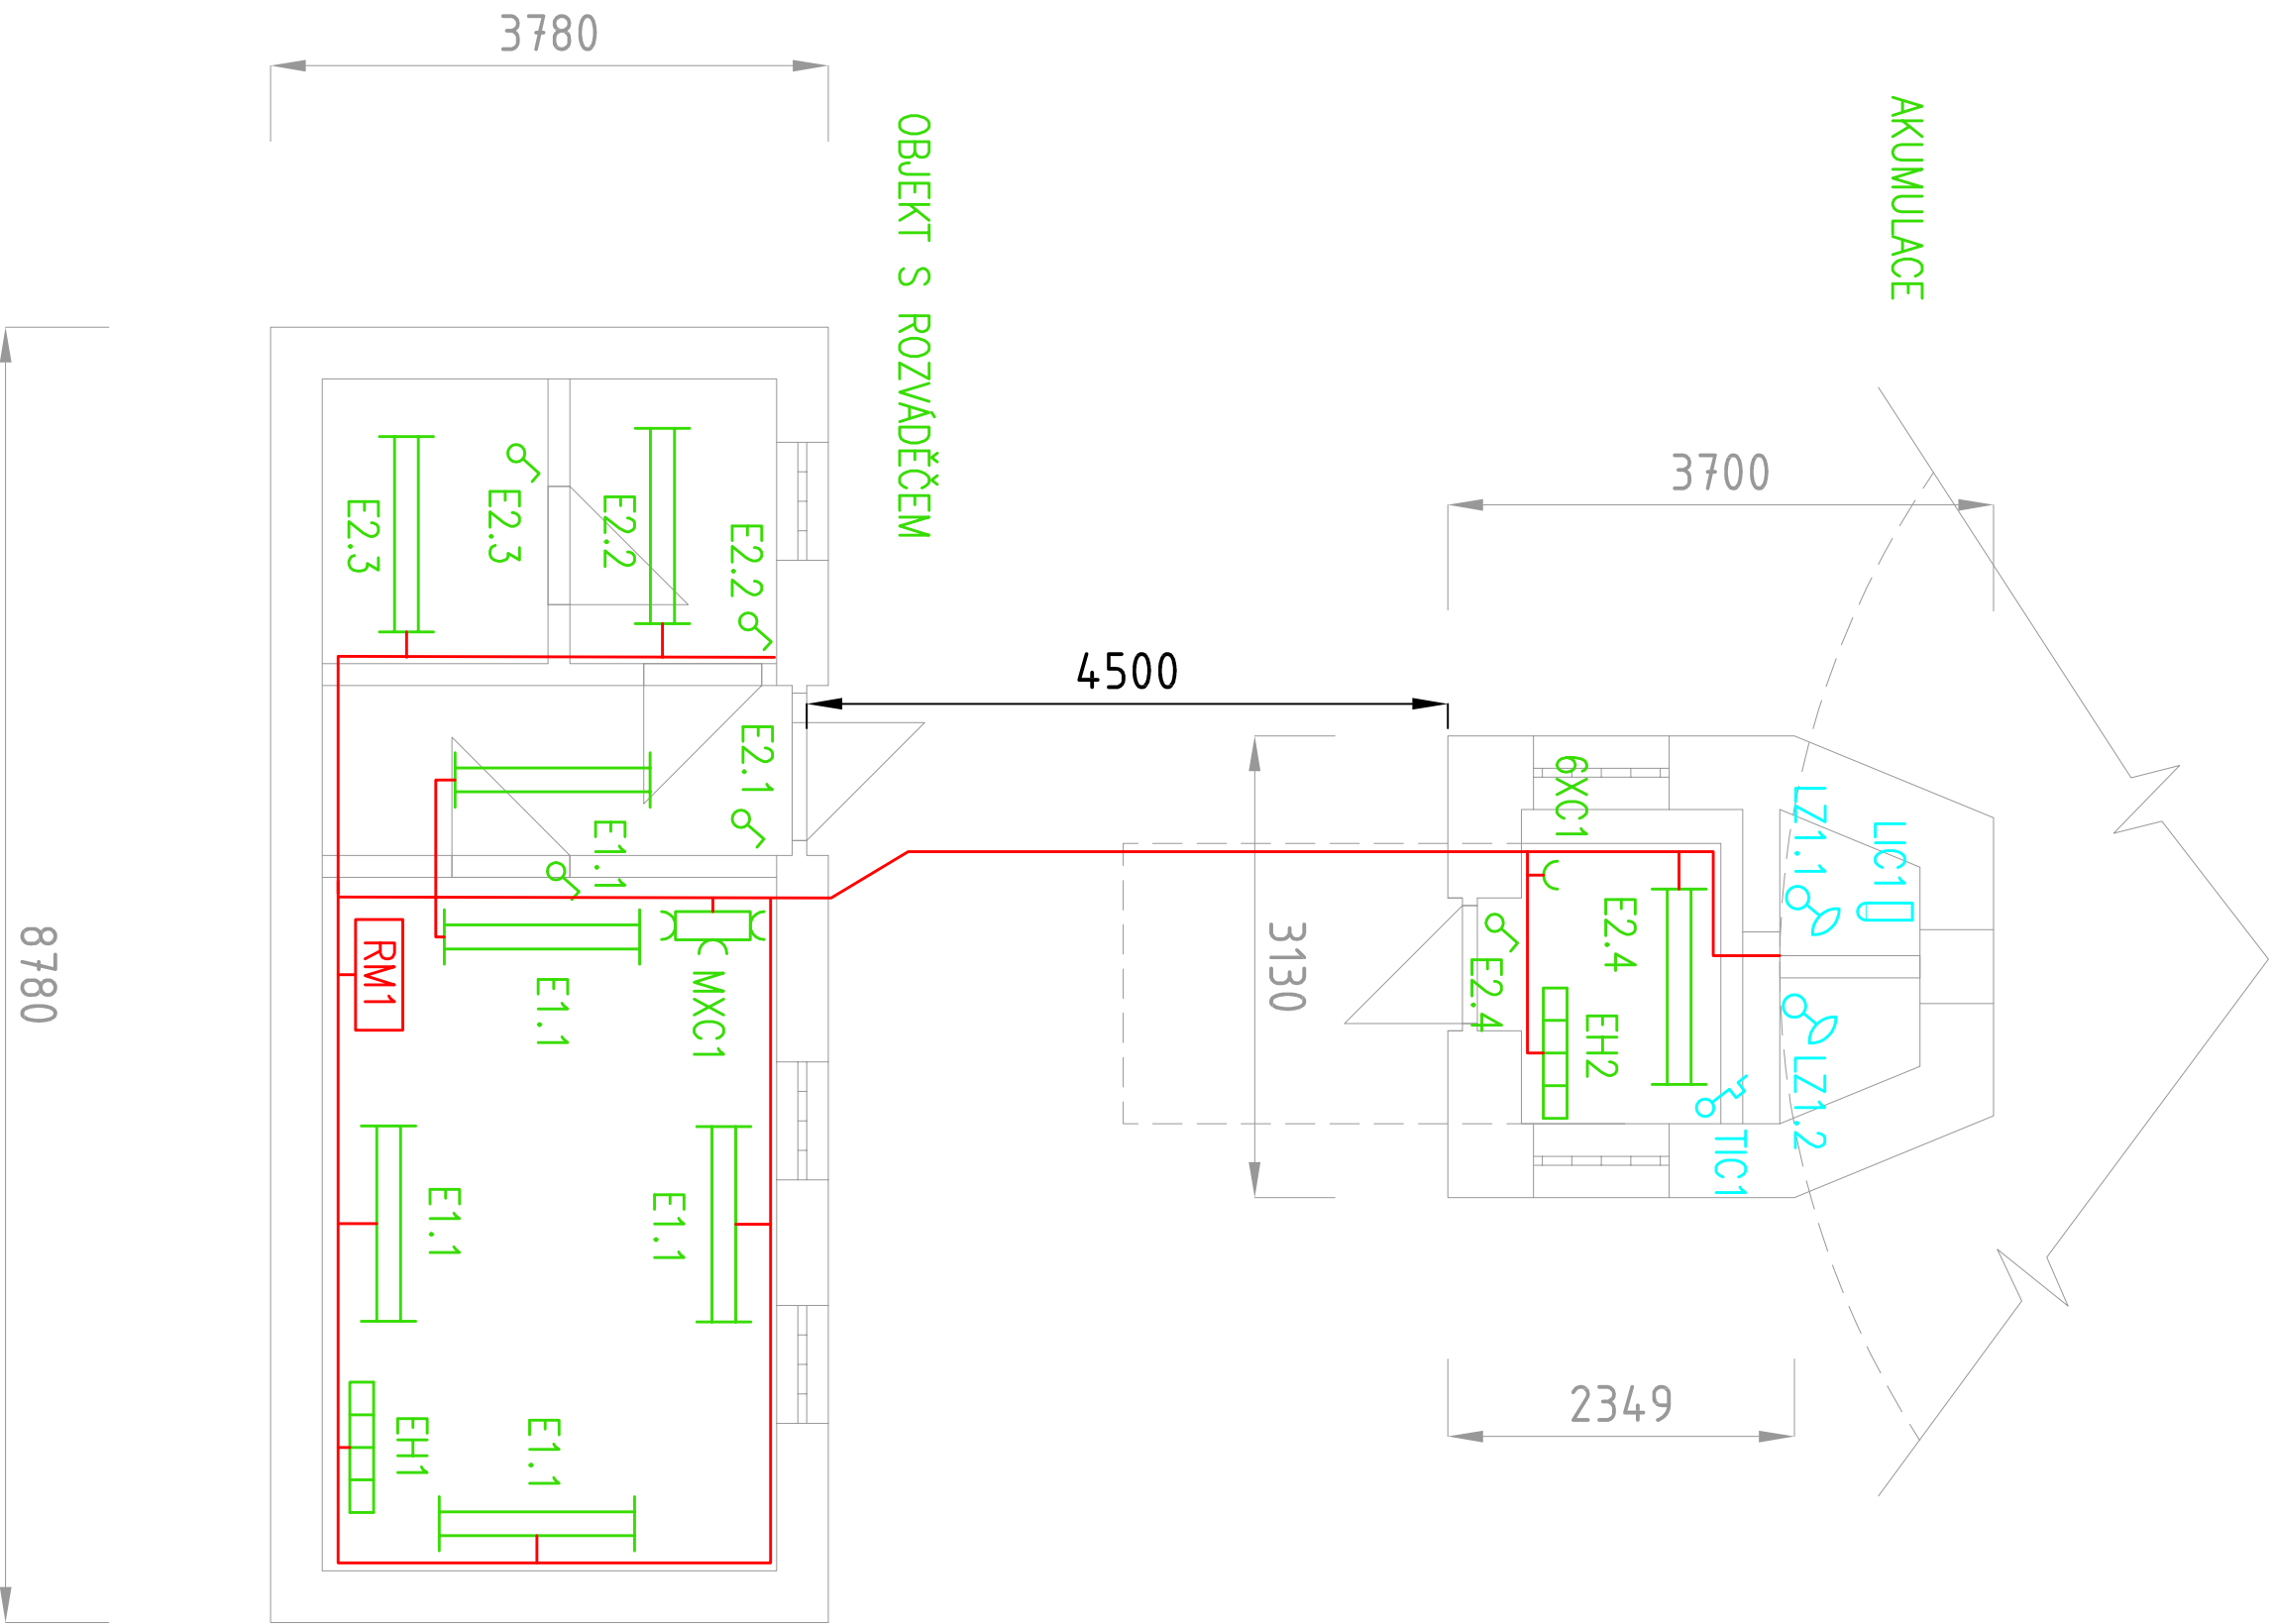 3780
OBJEKT S ROZVÁDĚČEM
AKUMULACE
3700
E2.3
E2.3
E2.2
E2.2
4500
E2.1
6XC1
LZ1.1
LIC1
E1.1
8780
RM1
E1.1
MXC1
3130
E2.4
E2.4
EH2
LZ1.2
TIC1
E1.1
E1.1
2349
EH1
E1.1